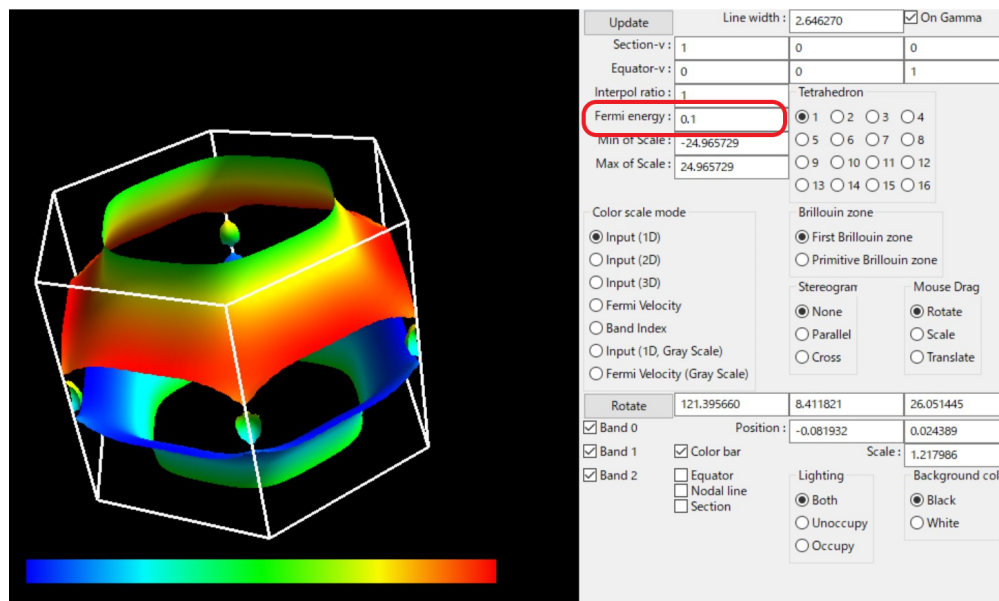 Update Line width : 2.646270 On Gamma
Section-v : 1 0 0
Equator-v : 0 0 1
Interpol ratio : 1 Tetrahedron
Fermi energy : 0.1 1 2 3 4
Min of Scale : -24.965729 5 6 7 8
Max of Scale : 24.965729 9 10 11 12
13 14 15 16
Color scale mode Brillouin zone
Input (1D) First Brillouin zone
Input (2D) Primitive Brillouin zone
Input (3D) Stereogram Mouse Drag
Fermi Velocity None Rotate
Band Index Parallel Scale
Input (1D, Gray Scale) Cross Translate
Fermi Velocity (Gray Scale)
Rotate 121.395660 8.411821 26.051445
Band 0 Position : -0.081932 0.024389
Band 1 Color bar Scale : 1.217986
Band 2 Equator Lighting Background col
Nodal line Both Black
Section Unoccupy White
Occupy